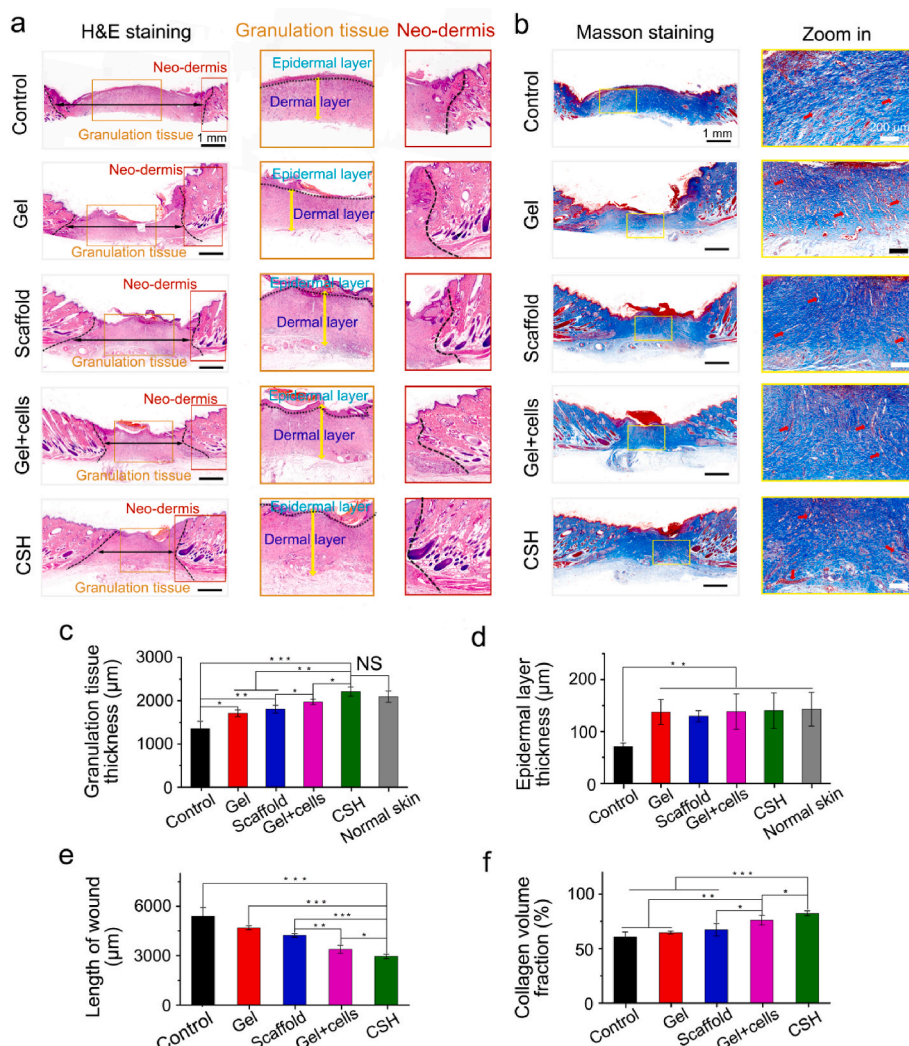 a
H&E staining
Granulation tissue
Neo-dermis
Control
Neo-dermis
Granulation tissue
1 mm
Epidermal layer
Dermal layer
Gel
Neo-dermis
Granulation tissue
Epidermal layer
Dermal layer
Scaffold
Neo-dermis
Granulation tissue
Epidermal layer
Dermal layer
Gel+cells
Neo-dermis
Granulation tissue
Epidermal layer
Dermal layer
CSH
Neo-dermis
Granulation tissue
Epidermal layer
Dermal layer
b
Masson staining
Zoom in
Control
1 mm
200 μm
Gel
Scaffold
Gel+cells
CSH
c
Granulation tissue
thickness (μm)
3000
2000
1000
0
* * *
* *
NS
* *
*
*
*
Control
Gel
Scaffold
Gel+cells
CSH
Normal skin
d
Epidermal layer
thickness (μm)
200
100
0
* *
Control
Gel
Scaffold
Gel+cells
CSH
Normal skin
e
Length of wound
(μm)
6000
3000
0
* * *
* * *
* * *
* *
*
Control
Gel
Scaffold
Gel+cells
CSH
f
Collagen volume
fraction (%)
100
50
0
* * *
* *
*
*
Control
Gel
Scaffold
Gel+cells
CSH